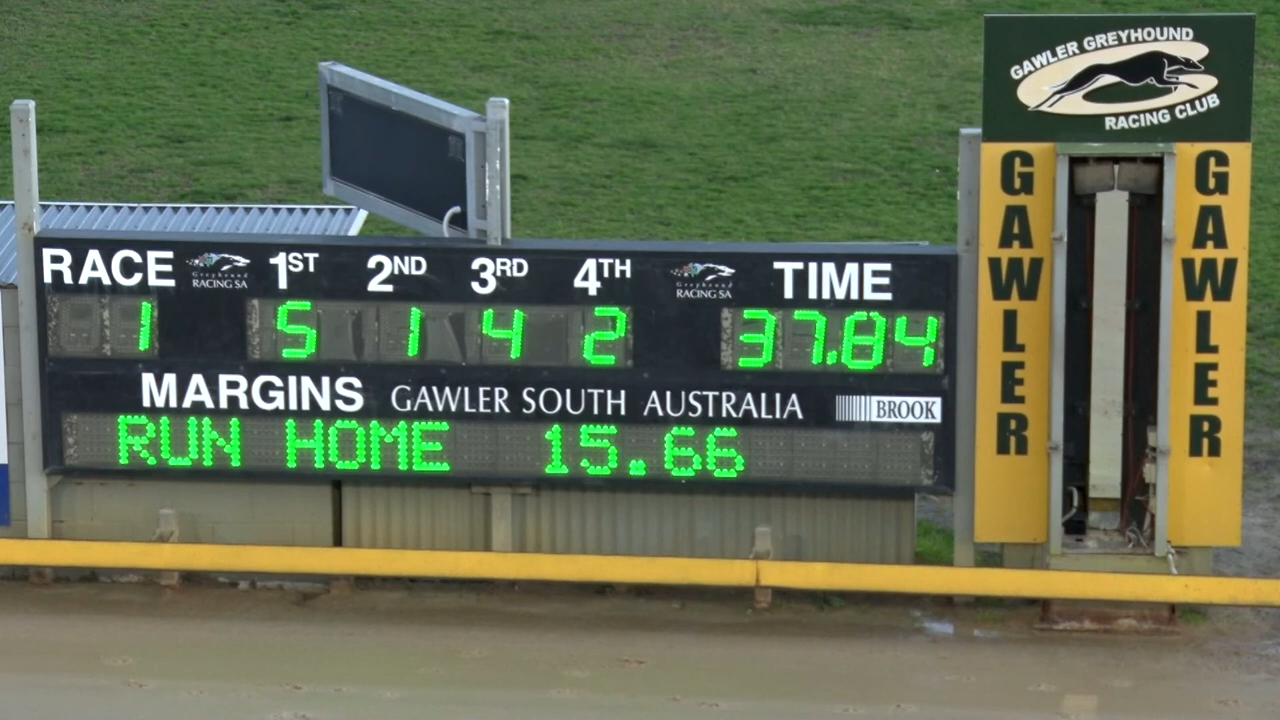 GAWLER GREYHOUND
RACING CLUB
GAWLER
GAWLER
RACE 1ST 2ND 3RD 4TH TIME
Greyhound
RACING SA
Greyhound
RACING SA
1 5 1 4 2 37.84
MARGINS GAWLER SOUTH AUSTRALIA BROOK
RUN HOME 15.66